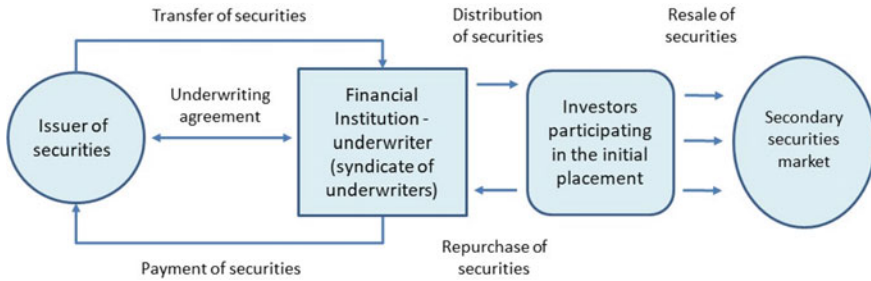 Transfer of securities
Distribution
of securities
Resale of
securities
Issuer of
securities
Underwriting
agreement
Financial
Institution -
underwriter
(syndicate of
underwriters)
Investors
participating
in the initial
placement
Secondary
securities
market
Payment of securities
Repurchase of
securities